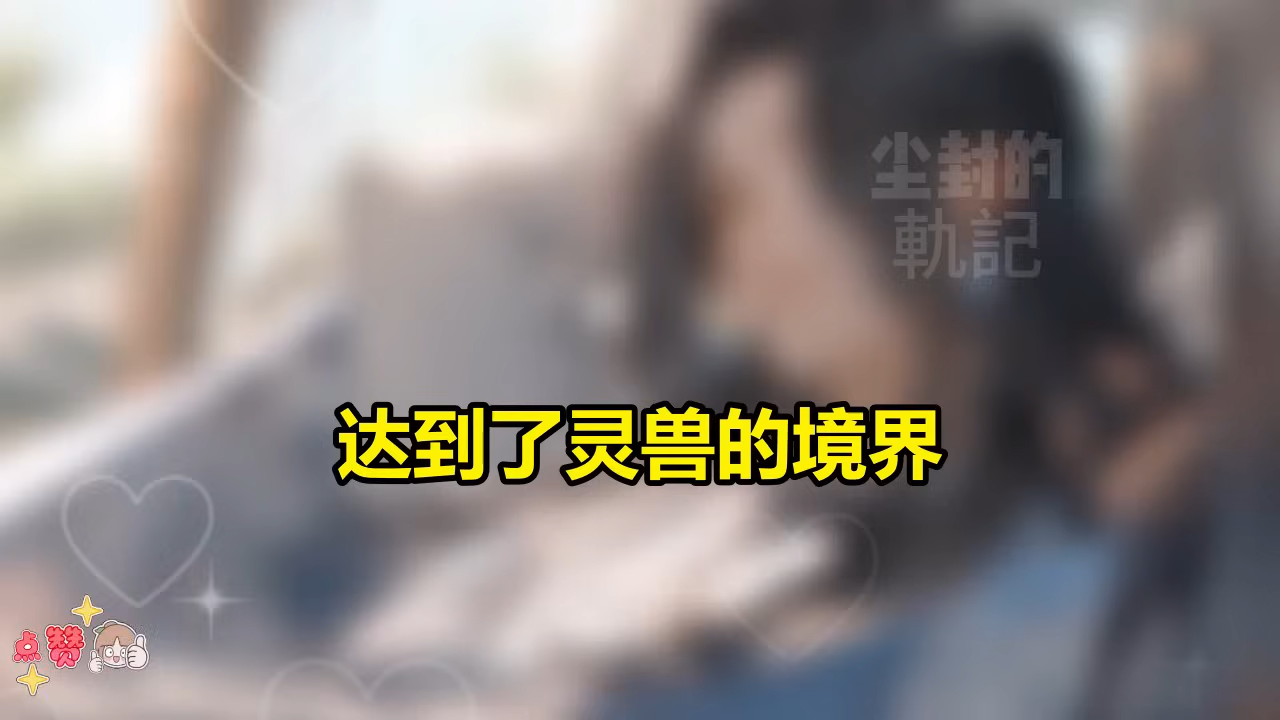 尘封的
軌記
达到了灵兽的境界
点赞